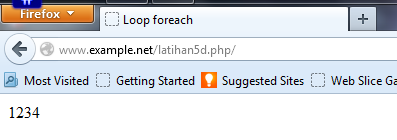 Firefox
Loop foreach
www.example.net/latihan5d.php/
Most Visited Getting Started Suggested Sites Web Slice Ga
1234